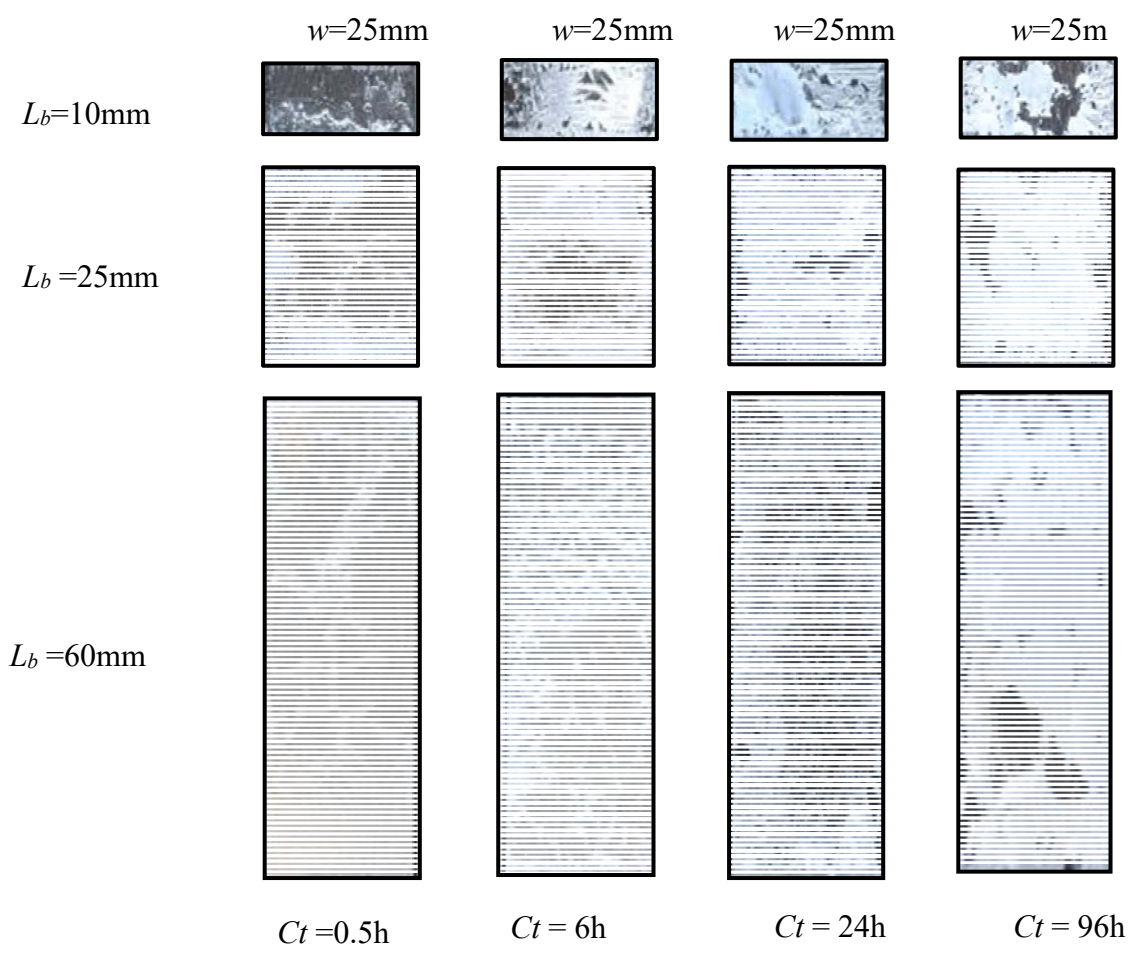 w=25mm w=25mm w=25mm w=25m
Lb=10mm
Lb =25mm
Lb =60mm
Ct =0.5h Ct = 6h Ct = 24h Ct = 96h